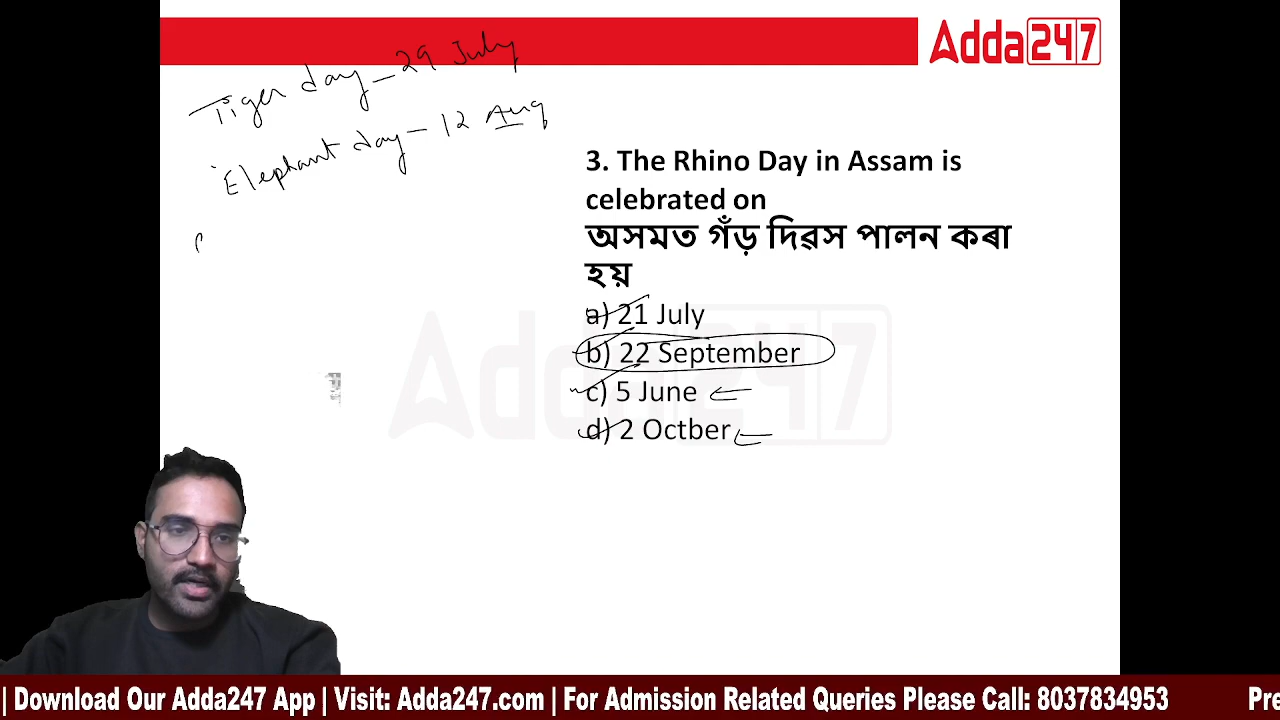 Adda247
Tiger day - 29 July
Elephant day - 12 Aug
3. The Rhino Day in Assam is
celebrated on
অসমত গঁড় দিৱস পালন কৰা
হয়
a) 21 July
b) 22 September
c) 5 June
d) 2 Octber
Adda247
| Download Our Adda247 App | Visit: Adda247.com | For Admission Related Queries Please Call: 8037834953 Pre